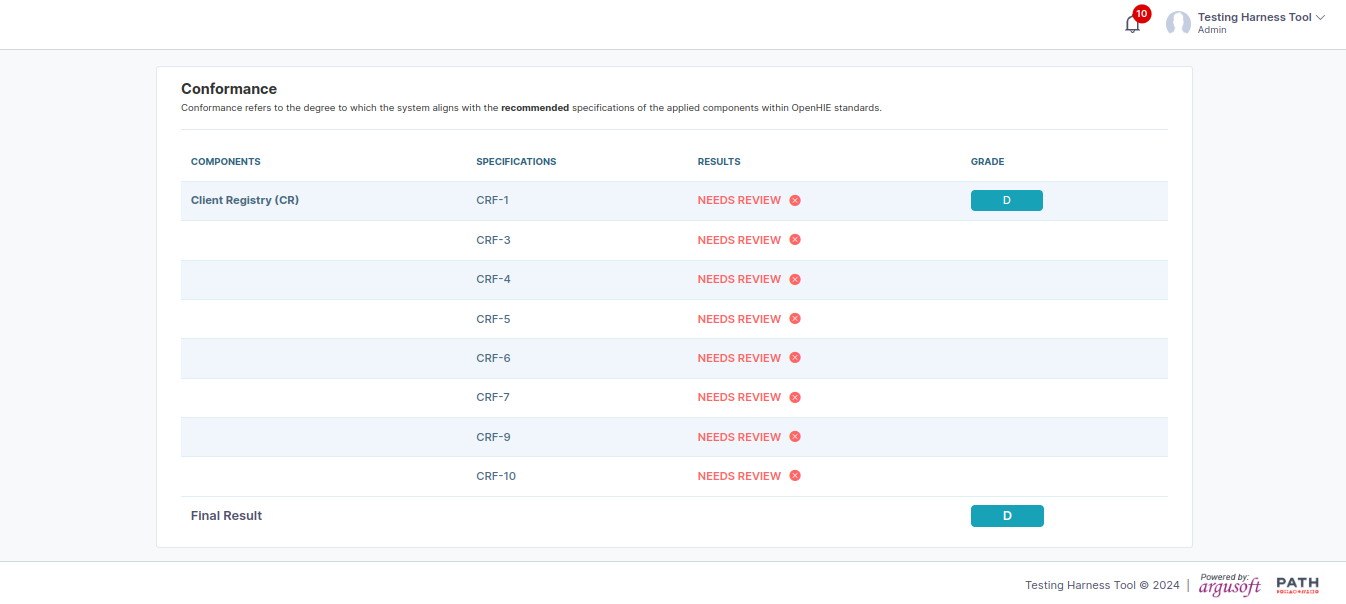 10
Testing Harness Tool
Admin
Conformance
Conformance refers to the degree to which the system aligns with the recommended specifications of the applied components within OpenHIE standards.
COMPONENTS SPECIFICATIONS RESULTS GRADE
Client Registry (CR) CRF-1 NEEDS REVIEW D
CRF-3 NEEDS REVIEW
CRF-4 NEEDS REVIEW
CRF-5 NEEDS REVIEW
CRF-6 NEEDS REVIEW
CRF-7 NEEDS REVIEW
CRF-9 NEEDS REVIEW
CRF-10 NEEDS REVIEW
Final Result D
Testing Harness Tool © 2024 |
Powered by:
argusoft
PATH